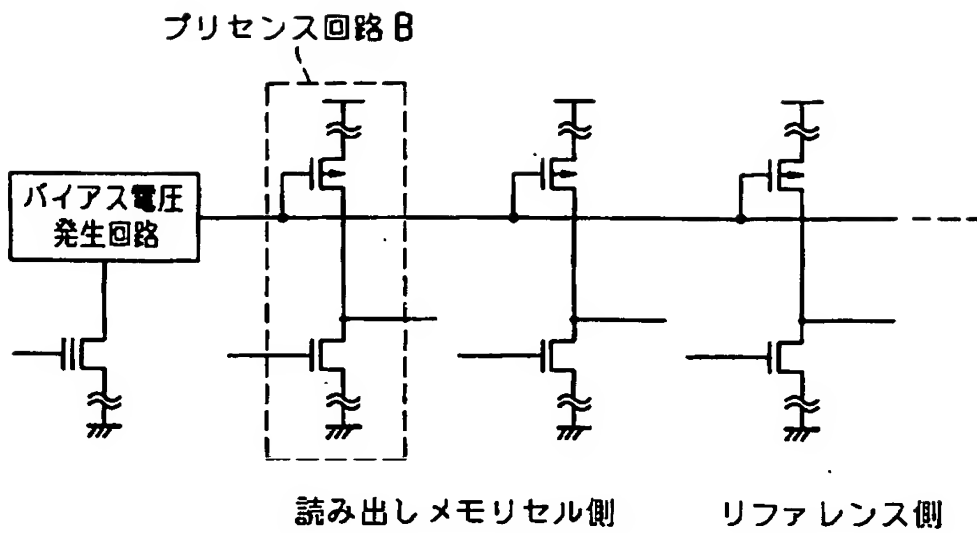 プリセンス回路B
バイアス電圧
発生回路
読み出しメモリセル側
リファレンス側